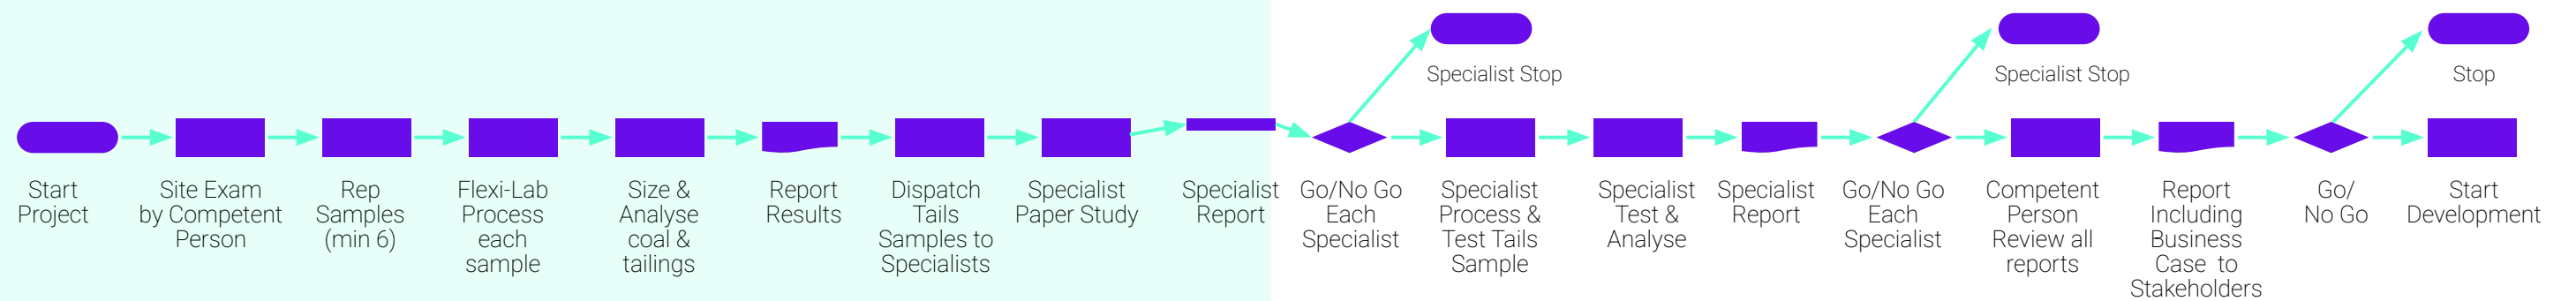 Specialist Stop
Specialist Stop
Stop
Start
Project
Site Exam
by Competent
Person
Rep
Samples
(min 6)
Flexi-Lab
Process
each
sample
Size &
Analyse
coal &
tailings
Report
Results
Dispatch
Tails
Samples to
Specialists
Specialist
Paper Study
Specialist
Report
Go/No Go
Each
Specialist
Specialist
Process &
Test Tails
Sample
Specialist
Test &
Analyse
Specialist
Report
Go/No Go
Each
Specialist
Competent
Person
Review all
reports
Report
Including
Business
Case to
Stakeholders
Go/
No Go
Start
Development